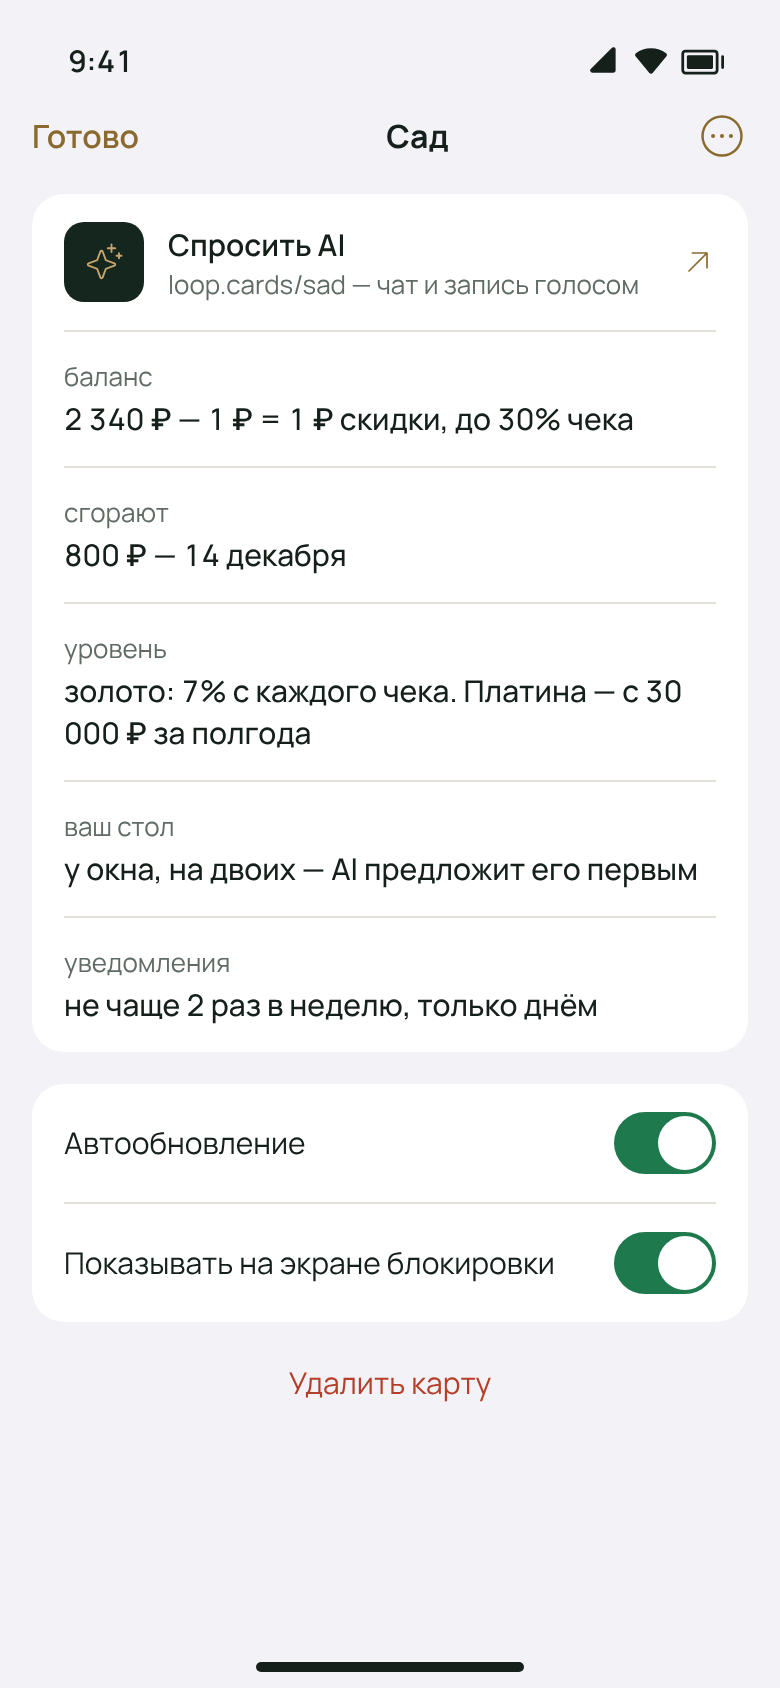 9:41
Готово
Сад
Спросить AI
loop.cards/sad — чат и запись голосом
баланс
2 340 ₽ — 1 ₽ = 1 ₽ скидки, до 30% чека
сгорают
800 ₽ — 14 декабря
уровень
золото: 7% с каждого чека. Платина — с 30
000 ₽ за полгода
ваш стол
у окна, на двоих — AI предложит его первым
уведомления
не чаще 2 раз в неделю, только днём
Автообновление
Показывать на экране блокировки
Удалить карту